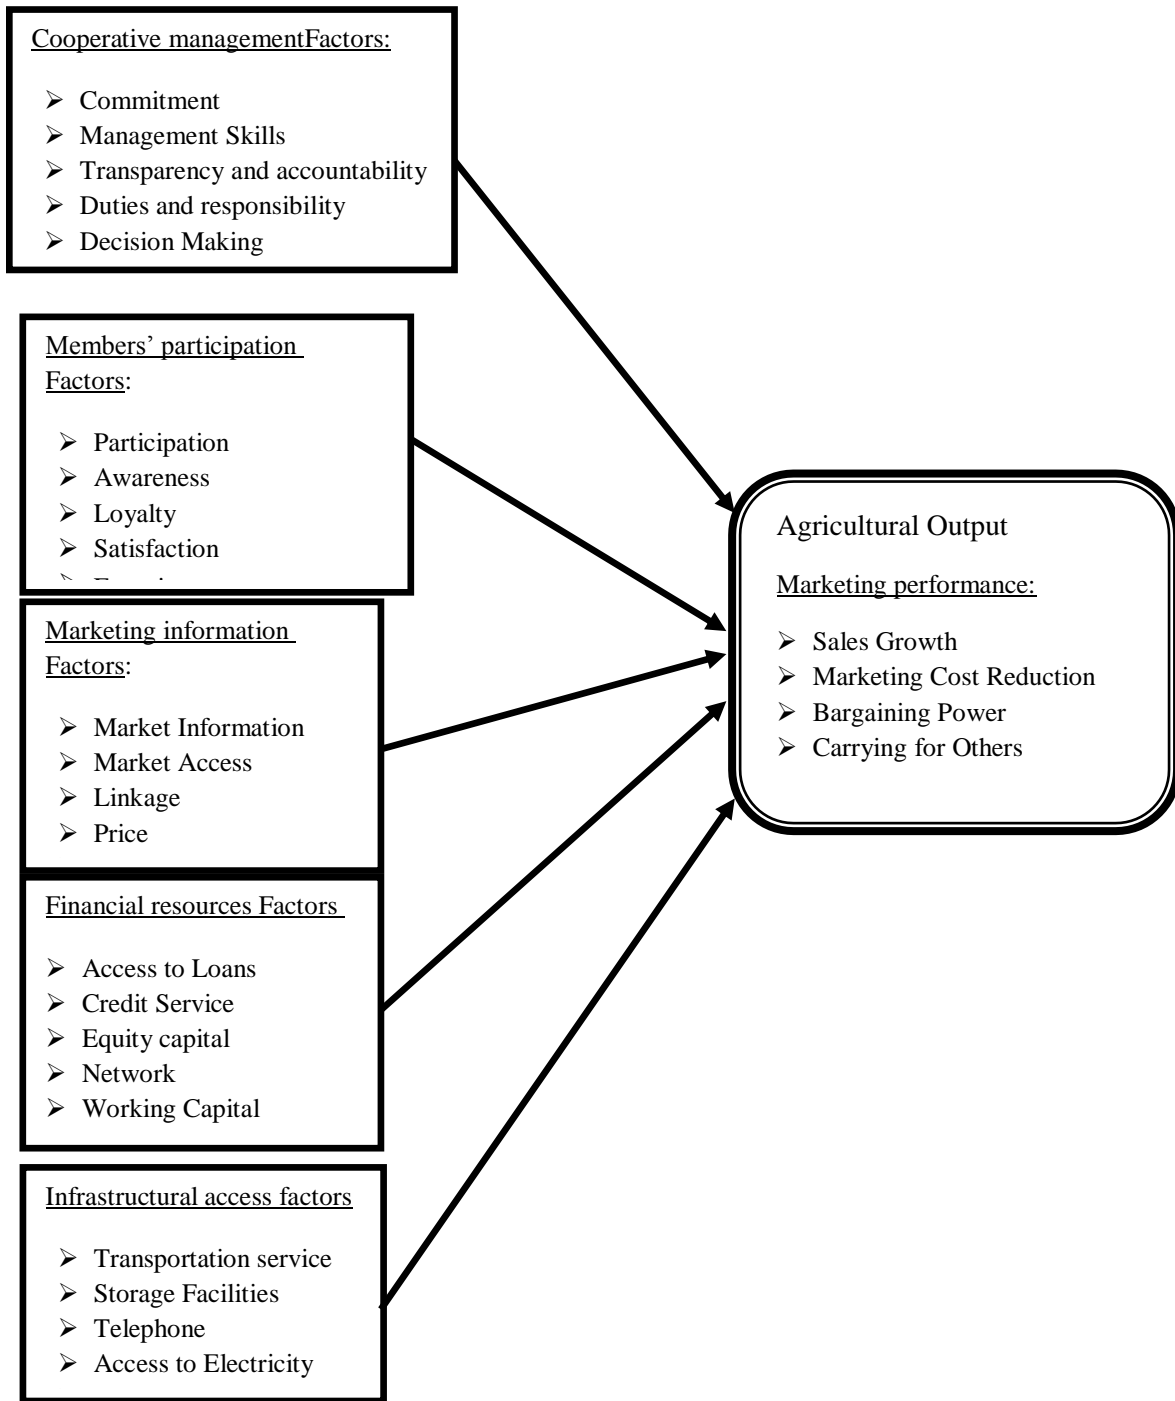 Cooperative managementFactors:
➢ Commitment
➢ Management Skills
➢ Transparency and accountability
➢ Duties and responsibility
➢ Decision Making
Members’ participation
Factors:
➢ Participation
➢ Awareness
➢ Loyalty
➢ Satisfaction
Marketing information
Factors:
➢ Market Information
➢ Market Access
➢ Linkage
➢ Price
Financial resources Factors
➢ Access to Loans
➢ Credit Service
➢ Equity capital
➢ Network
➢ Working Capital
Infrastructural access factors
➢ Transportation service
➢ Storage Facilities
➢ Telephone
➢ Access to Electricity
Agricultural Output
Marketing performance:
➢ Sales Growth
➢ Marketing Cost Reduction
➢ Bargaining Power
➢ Carrying for Others